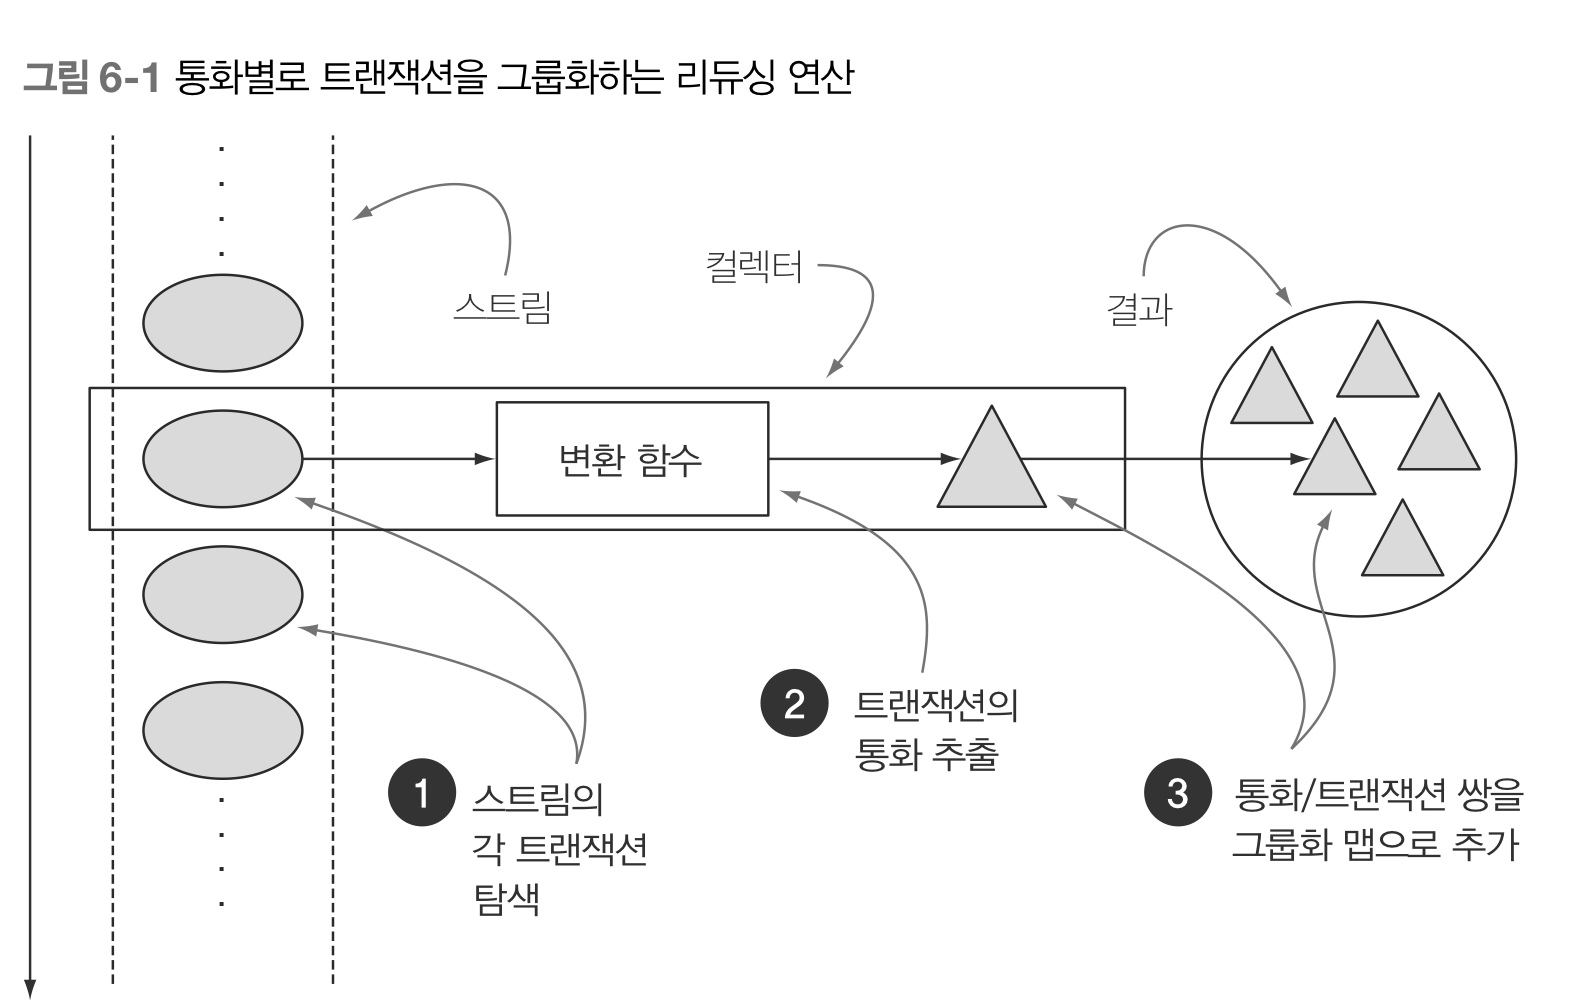 그림 6-1 통화별로 트랜잭션을 그룹화하는 리듀싱 연산
스트림
컬렉터
결과
변환 함수
1 스트림의
각 트랜잭션
탐색
2 트랜잭션의
통화 추출
3 통화/트랜잭션 쌍을
그룹화 맵으로 추가